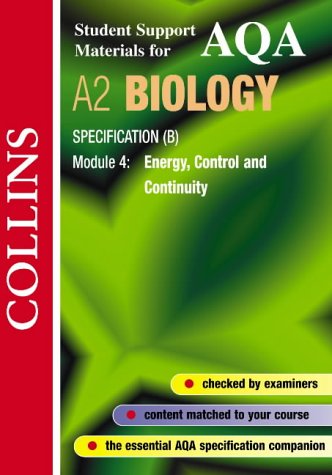 Student Support
Materials for AQA
A2 BIOLOGY
SPECIFICATION (B)
Module 4: Energy, Control and
Continuity
COLLINS
checked by examiners
content matched to your course
the essential AQA specification companion